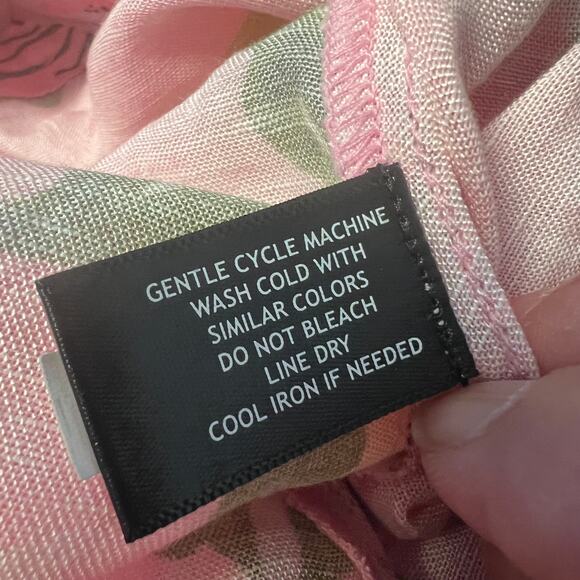 GENTLE CYCLE MACHINE
WASH COLD WITH
SIMILAR COLORS
DO NOT BLEACH
LINE DRY
COOL IRON IF NEEDED